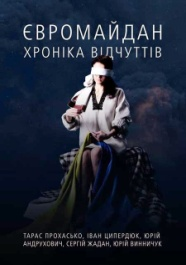 ЄВРОМАЙДАН
ХРОНІКА ВІДЧУТТІВ
ТАРАС ПРОХАСЬКО, ІВАН ЦИПЕРДЮК, ЮРІЙ
АНДРУХОВИЧ, СЕРГІЙ ЖАДАН, ЮРІЙ ВИННИЧУК